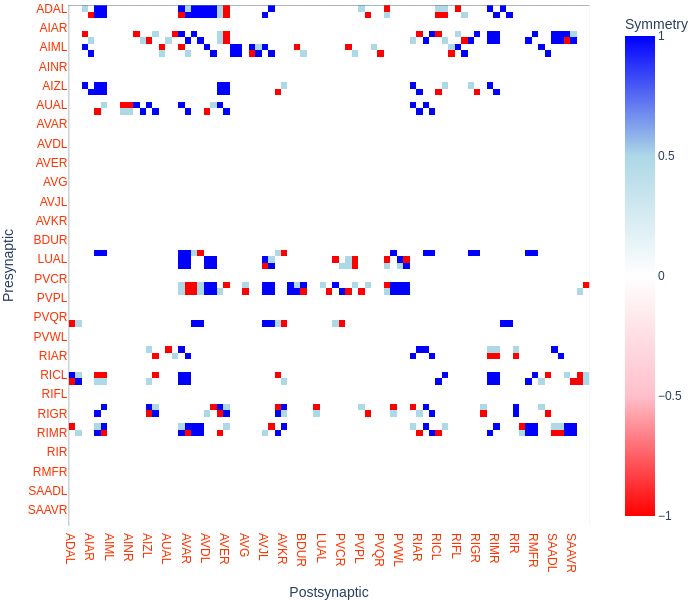 Symmetry
1
0.5
0
−0.5
−1
Presynaptic
ADAL
AIAR
AIML
AINR
AIZL
AUAL
AVAR
AVDL
AVER
AVG
AVJL
AVKR
BDUR
LUAL
PVCR
PVPL
PVQR
PVWL
RIAR
RICL
RIFL
RIGR
RIMR
RIR
RMFR
SAADL
SAAVR
ADAL
AIAR
AIML
AINR
AIZL
AUAL
AVAR
AVDL
AVER
AVG
AVJL
AVKR
BDUR
LUAL
PVCR
PVPL
PVQR
PVWL
RIAR
RICL
RIFL
RIGR
RIMR
RIR
RMFR
SAADL
SAAVR
Postsynaptic